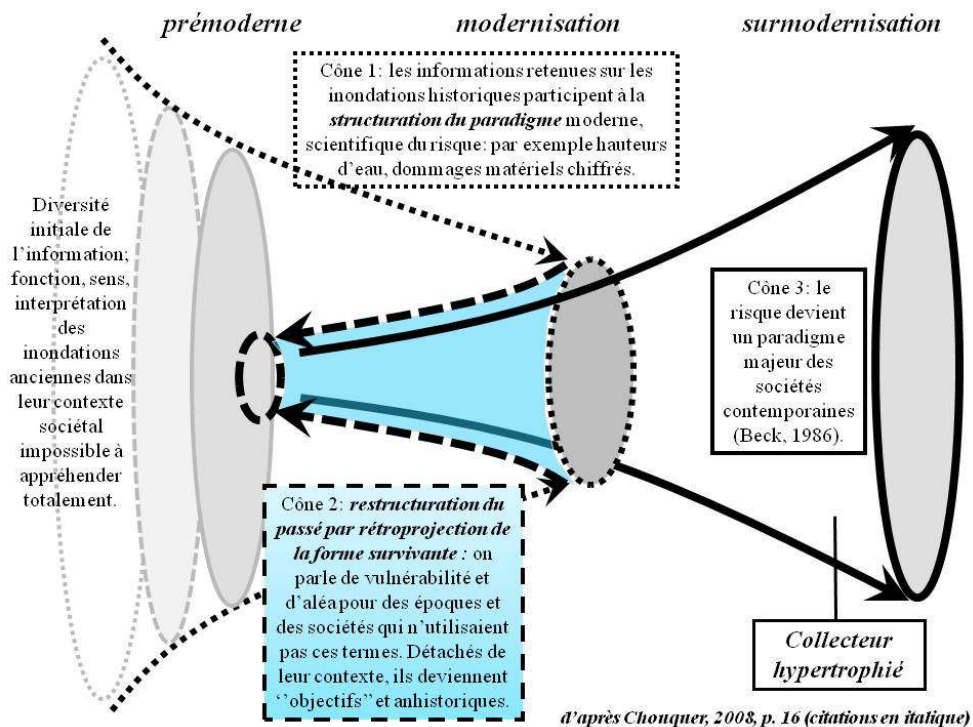 prémoderne
modernisation
surmodernisation
Cône 1: les informations retenues sur les
inondations historiques participent à la
structuration du paradigme moderne,
scientifique du risque: par exemple hauteurs
d'eau, dommages matériels chiffrés.
Diversité
initiale de
l'information;
fonction, sens,
interprétation
des
inondations
anciennes dans
leur contexte
sociétal
impossible à
appréhender
totalement.
Cône 2: restructuration du
passé par rétroprojection de
la forme survivante : on
parle de vulnérabilité et
d'aléa pour des époques et
des sociétés qui n'utilisaient
pas ces termes. Détachés de
leur contexte, ils deviennent
‘‘objectifs’’ et anhistoriques.
Cône 3: le
risque devient
un paradigme
majeur des
sociétés
contemporaines
(Beck, 1986).
Collecteur
hypertrophié
d'après Chouquer, 2008, p. 16 (citations en italique)